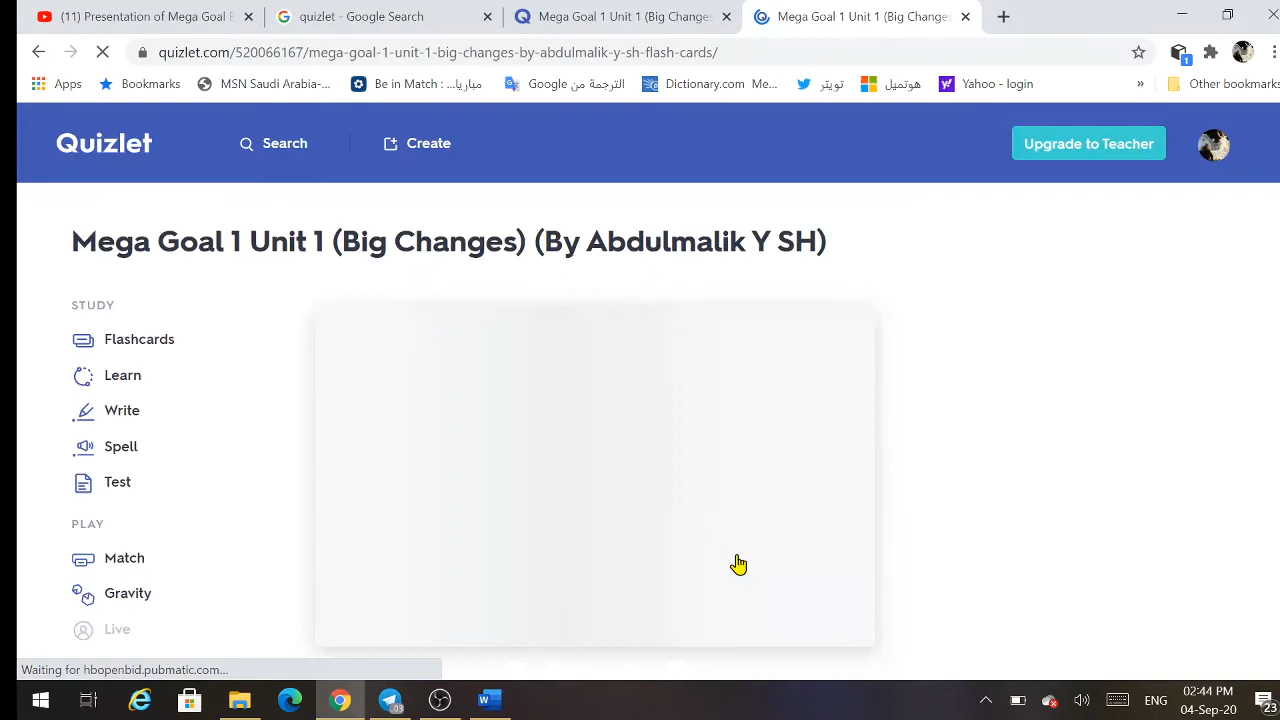 (11) Presentation of Mega Goal
quizlet - Google Search
Mega Goal 1 Unit 1 (Big Change
Mega Goal 1 Unit 1 (Big Change
quizlet.com/520066167/mega-goal-1-unit-1-big-changes-by-abdulmalik-y-sh-flash-cards/
1
Apps
Bookmarks
MSN Saudi Arabia-...
Be in Match : مباريا...
Google الترجمة من
Dictionary.com Me...
تويتر
هوتميل
Yahoo - login
»
Other bookmarks
Quizlet
Search
Create
Upgrade to Teacher
Mega Goal 1 Unit 1 (Big Changes) (By Abdulmalik Y SH)
STUDY
Flashcards
Learn
Write
Spell
Test
PLAY
Match
Gravity
Live
Waiting for hbopenbid.pubmatic.com...
ENG
02:44 PM
04-Sep-20
23